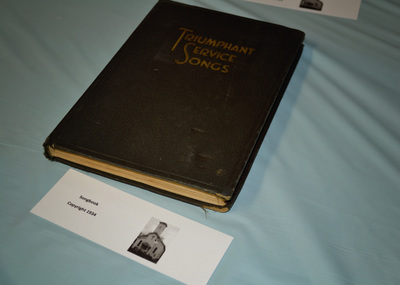 TRIUMPHANT
SERVICE
SONGS
Songbook
Copyright 1934